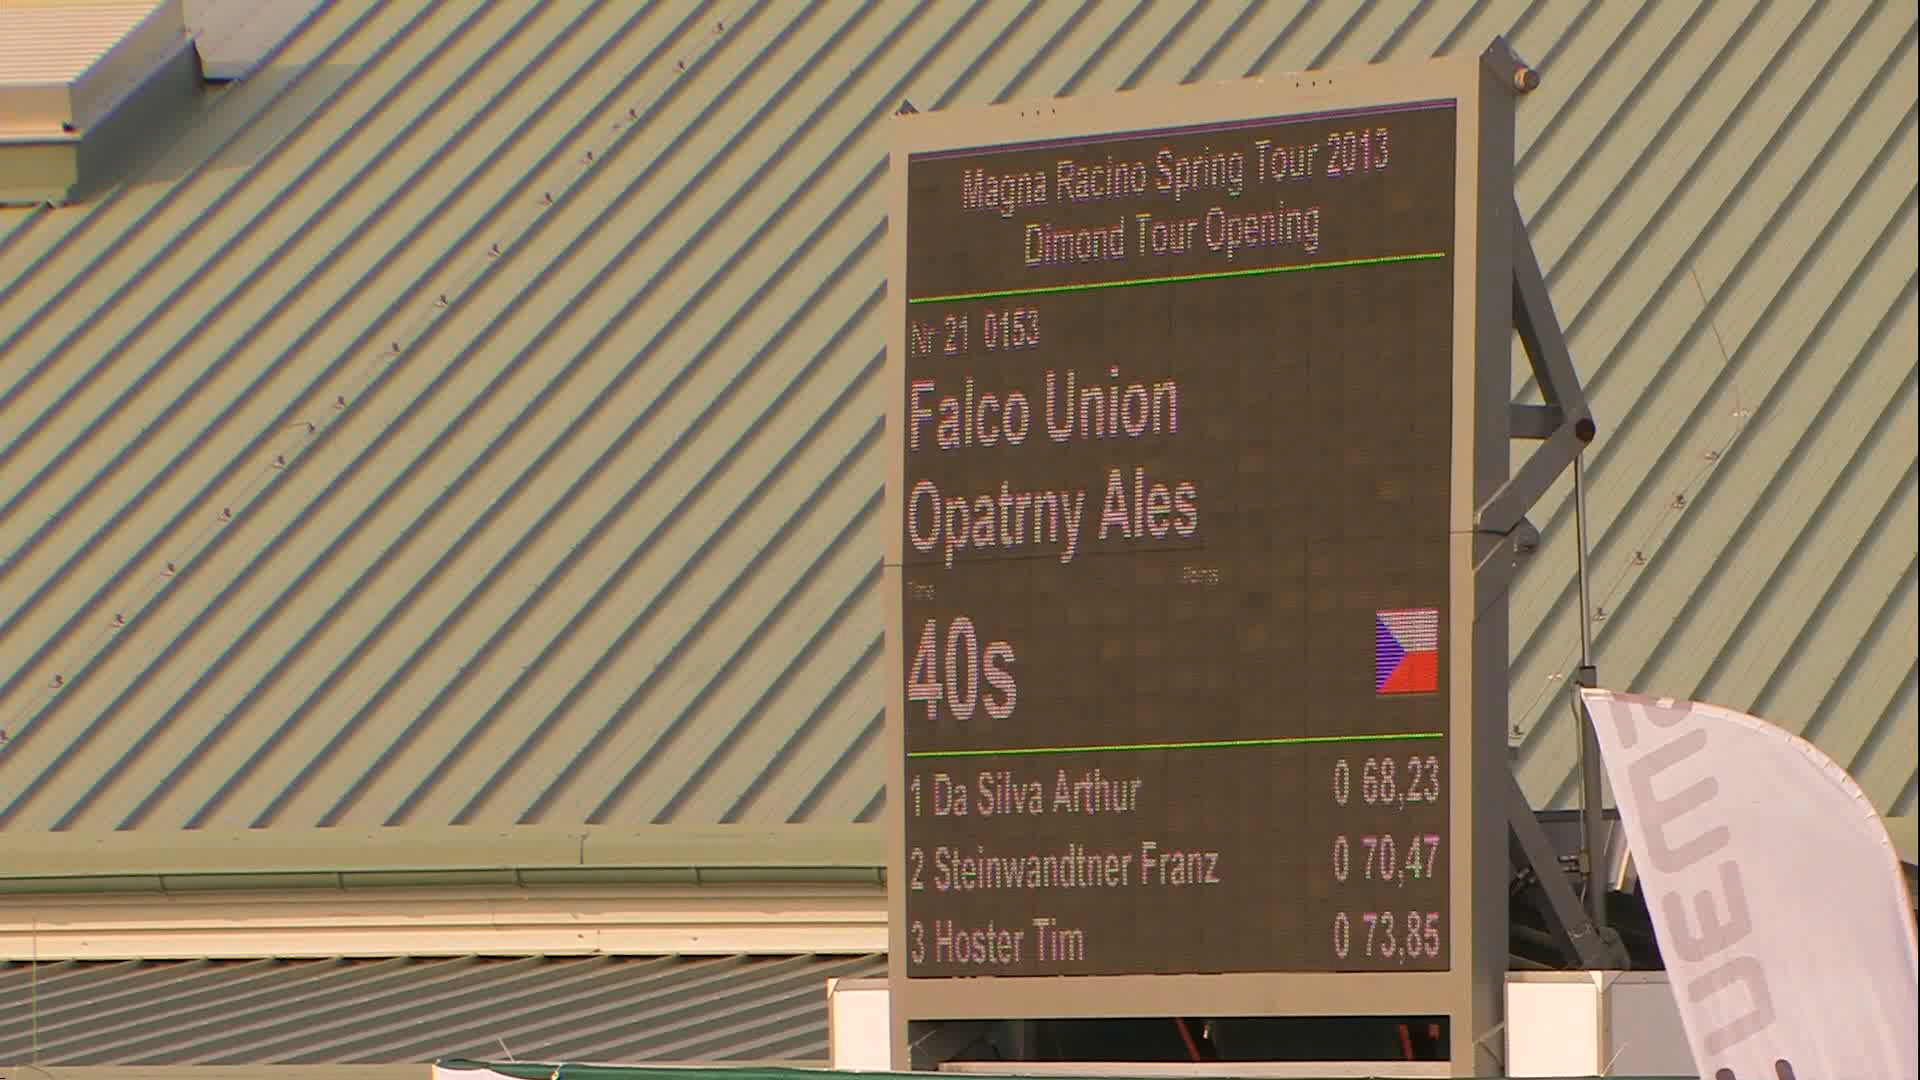 Magna Racino Spring Tour 2013
Dimond Tour Opening
Nr 21 0153
Falco Union
Opatrny Ales
Time
40s
1 Da Silva Arthur 0 68,23
2 Steinwandtner Franz 0 70,47
3 Hoster Tim 0 73,85